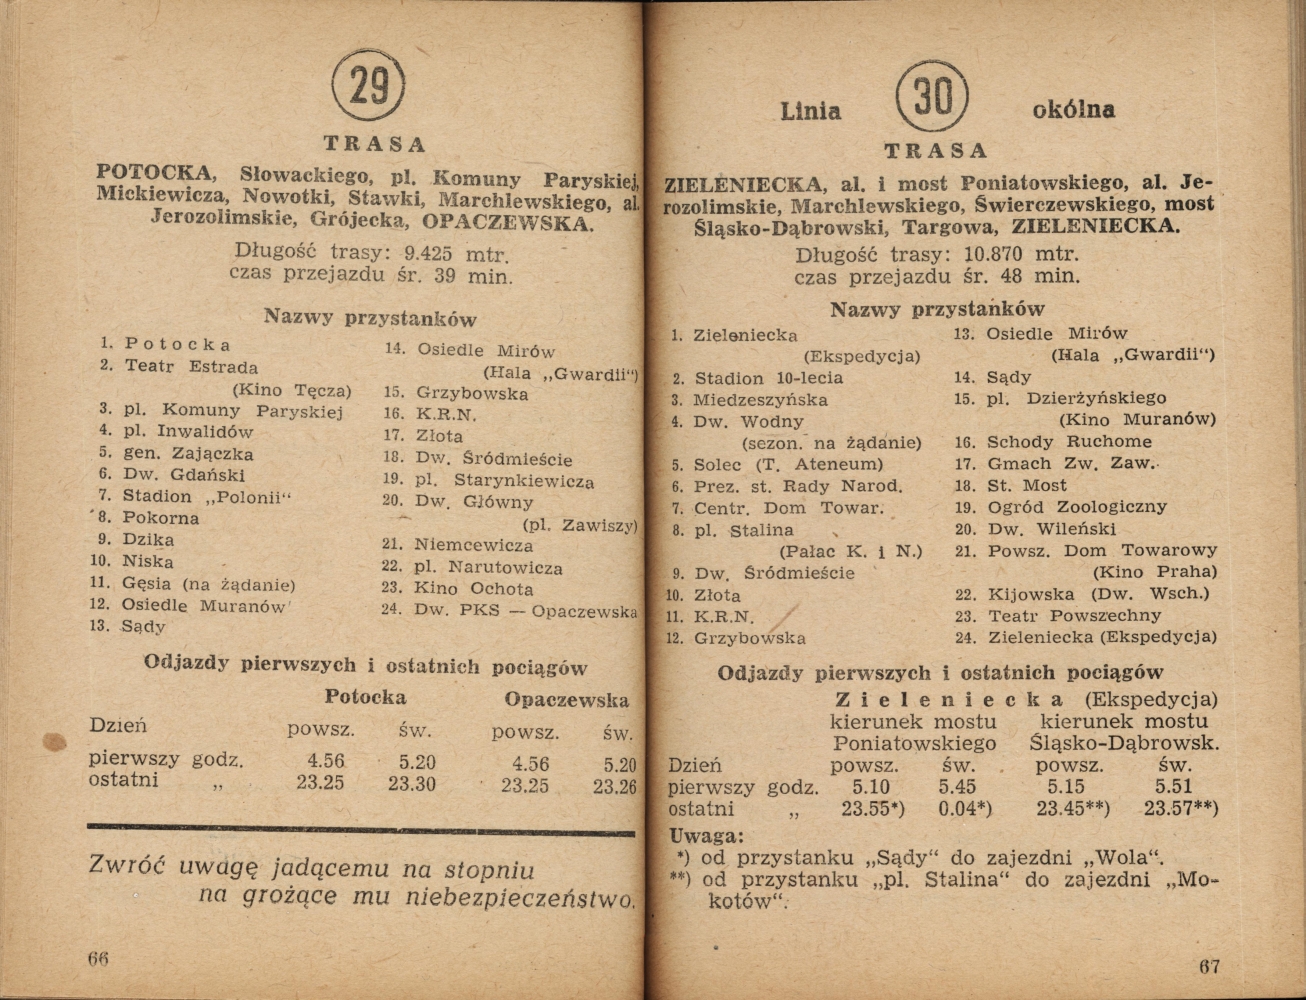 29
TRASA
POTOCKA, Słowackiego, pl. Komuny Paryskiej,
Mickiewicza, Nowotki, Stawki, Marchlewskiego, al.
Jerozolimskie, Grójecka, OPACZEWSKA.
Długość trasy: 9.425 mtr.
czas przejazdu śr. 39 min.
Nazwy przystanków
1. Potocka
2. Teatr Estrada
(Kino Tęcza)
3. pl. Komuny Paryskiej
4. pl. Inwalidów
5. gen. Zajączka
6. Dw. Gdański
7. Stadion „Polonii“
8. Pokorna
9. Dzika
10. Niska
11. Gęsia (na żądanie)
12. Osiedle Muranów
13. Sądy
14. Osiedle Mirów
(Hala „Gwardii“)
15. Grzybowska
16. K.R.N.
17. Złota
18. Dw. Śródmieście
19. pl. Starynkiewicza
20. Dw. Główny
(pl. Zawiszy)
21. Niemcewicza
22. pl. Narutowicza
23. Kino Ochota
24. Dw. PKS — Opaczewska
Odjazdy pierwszych i ostatnich pociągów
Potocka Opaczewska
Dzień powsz. św. powsz. św.
pierwszy godz. 4.56 5.20 4.56 5.20
ostatni „ 23.25 23.30 23.25 23.26
Zwróć uwagę jadącemu na stopniu
na grożące mu niebezpieczeństwo.
66
Linia 30 okólna
TRASA
ZIELENIECKA, al. i most Poniatowskiego, al. Je-
rozolimskie, Marchlewskiego, Świerczewskiego, most
Śląsko-Dąbrowski, Targowa, ZIELENIECKA.
Długość trasy: 10.870 mtr.
czas przejazdu śr. 48 min.
Nazwy przystanków
1. Zieleniecka
(Ekspedycja)
2. Stadion 10-lecia
3. Miedzeszyńska
4. Dw. Wodny
(sezon. na żądanie)
5. Solec (T. Ateneum)
6. Prez. st. Rady Narod.
7. Centr. Dom Towar.
8. pl. Stalina
(Pałac K. i N.)
9. Dw. Śródmieście
10. Złota
11. K.R.N.
12. Grzybowska
13. Osiedle Mirów
(Hala „Gwardii“)
14. Sądy
15. pl. Dzierżyńskiego
(Kino Muranów)
16. Schody Ruchome
17. Gmach Zw. Zaw.
18. St. Most
19. Ogród Zoologiczny
20. Dw. Wileński
21. Powsz. Dom Towarowy
(Kino Praha)
22. Kijowska (Dw. Wsch.)
23. Teatr Powszechny
24. Zieleniecka (Ekspedycja)
Odjazdy pierwszych i ostatnich pociągów
Zieleniecka (Ekspedycja)
kierunek mostu kierunek mostu
Poniatowskiego Śląsko-Dąbrowsk.
Dzień powsz. św. powsz. św.
pierwszy godz. 5.10 5.45 5.15 5.51
ostatni „ 23.55*) 0.04*) 23.45**) 23.57**)
Uwaga:
*) od przystanku „Sądy“ do zajezdni „Wola“.
**) od przystanku „pl. Stalina“ do zajezdni „Mo-
kotów“.
67